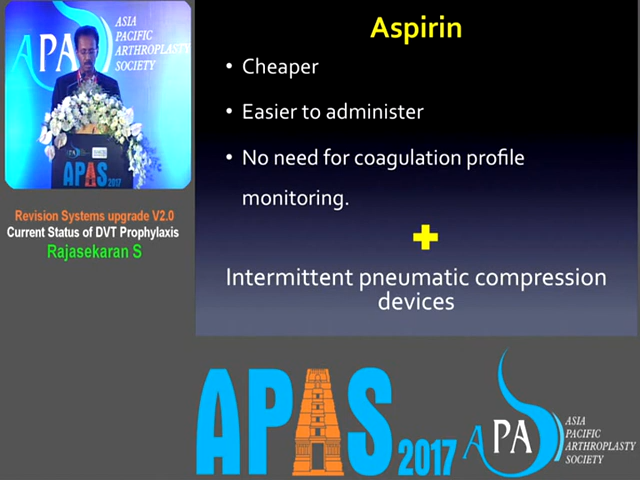 ASIA
PACIFIC
ARTHROPLASTY
SOCIETY
APA
APAS
2017
Revision Systems upgrade V2.0
Current Status of DVT Prophylaxis
Rajasekaran S
Aspirin
• Cheaper
• Easier to administer
• No need for coagulation profile
monitoring.
Intermittent pneumatic compression
devices
APAS 2017
APA
ASIA
PACIFIC
ARTHROPLASTY
SOCIETY